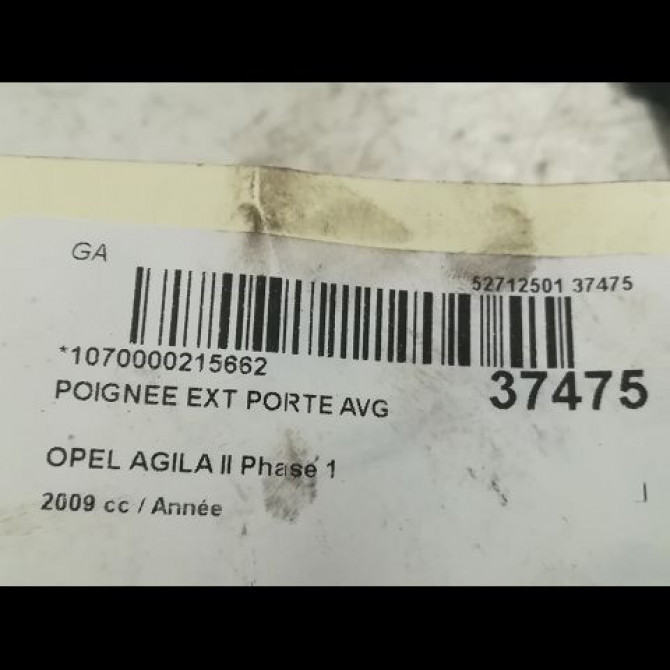 GA
52712501 37475
*1070000215662
37475
POIGNEE EXT PORTE AVG
OPEL AGILA II Phase 1
2009 cc / Année